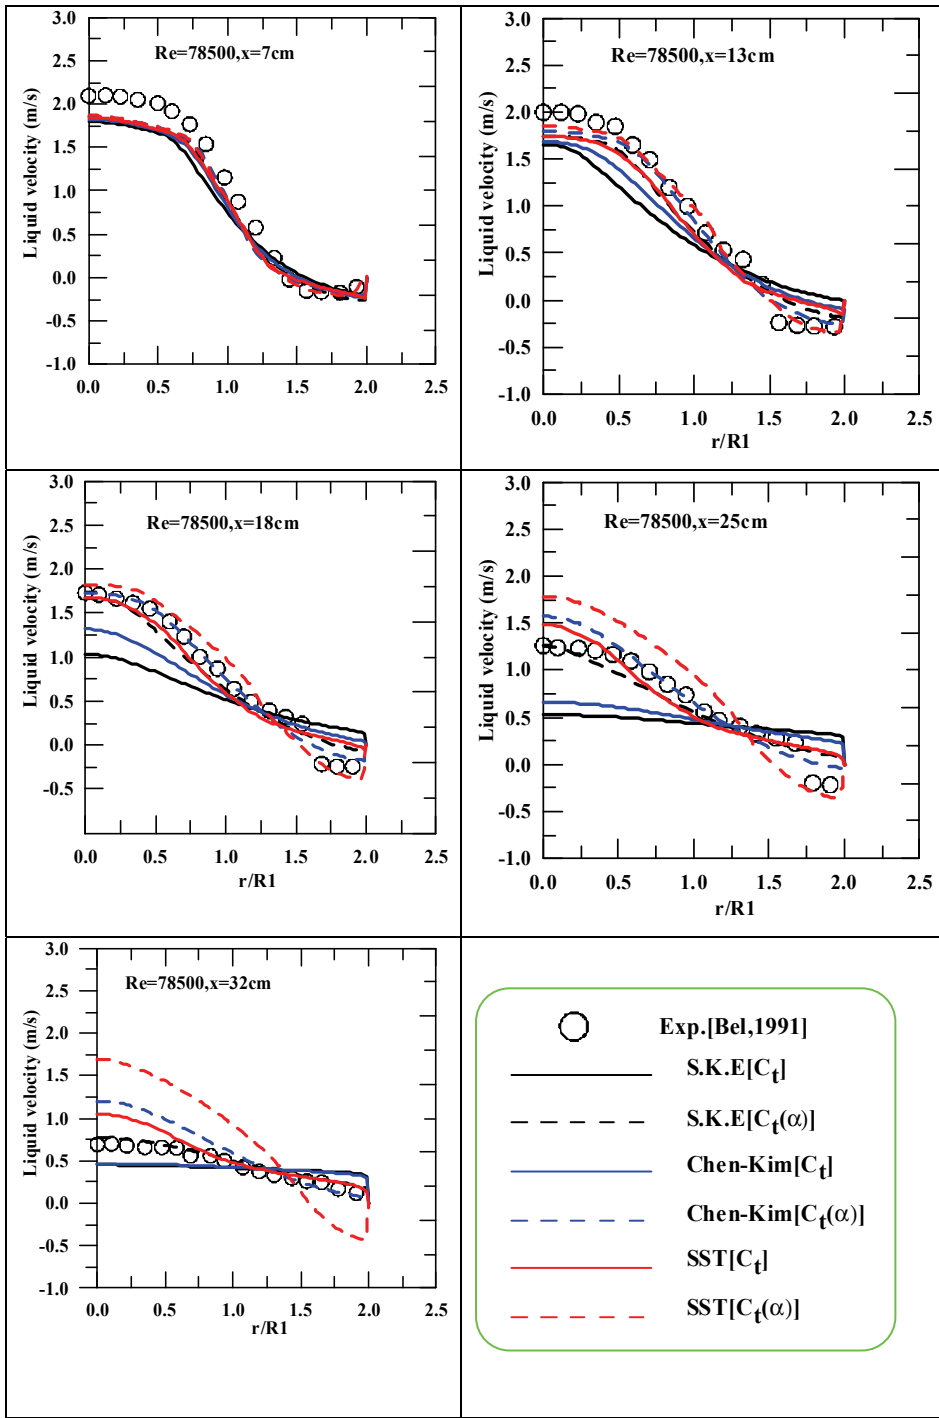 Re=78500,x=7cm
Liquid velocity (m/s)
3.0
2.5
2.0
1.5
1.0
0.5
0.0
-0.5
-1.0
0.0 0.5 1.0 1.5 2.0 2.5
Re=78500,x=13cm
Liquid velocity (m/s)
3.0
2.5
2.0
1.5
1.0
0.5
0.0
-0.5
-1.0
0.0 0.5 1.0 1.5 2.0 2.5
r/R1
Re=78500,x=18cm
Liquid velocity (m/s)
3.0
2.5
2.0
1.5
1.0
0.5
0.0
-0.5
0.0 0.5 1.0 1.5 2.0 2.5
r/R1
Re=78500,x=25cm
Liquid velocity (m/s)
3.0
2.5
2.0
1.5
1.0
0.5
0.0
-0.5
-1.0
0.0 0.5 1.0 1.5 2.0 2.5
r/R1
Re=78500,x=32cm
Liquid velocity (m/s)
3.0
2.5
2.0
1.5
1.0
0.5
0.0
-0.5
-1.0
0.0 0.5 1.0 1.5 2.0 2.5
r/R1
Exp.[Bel,1991]
S.K.E[Ct]
S.K.E[Ct(α)]
Chen-Kim[Ct]
Chen-Kim[Ct(α)]
SST[Ct]
SST[Ct(α)]